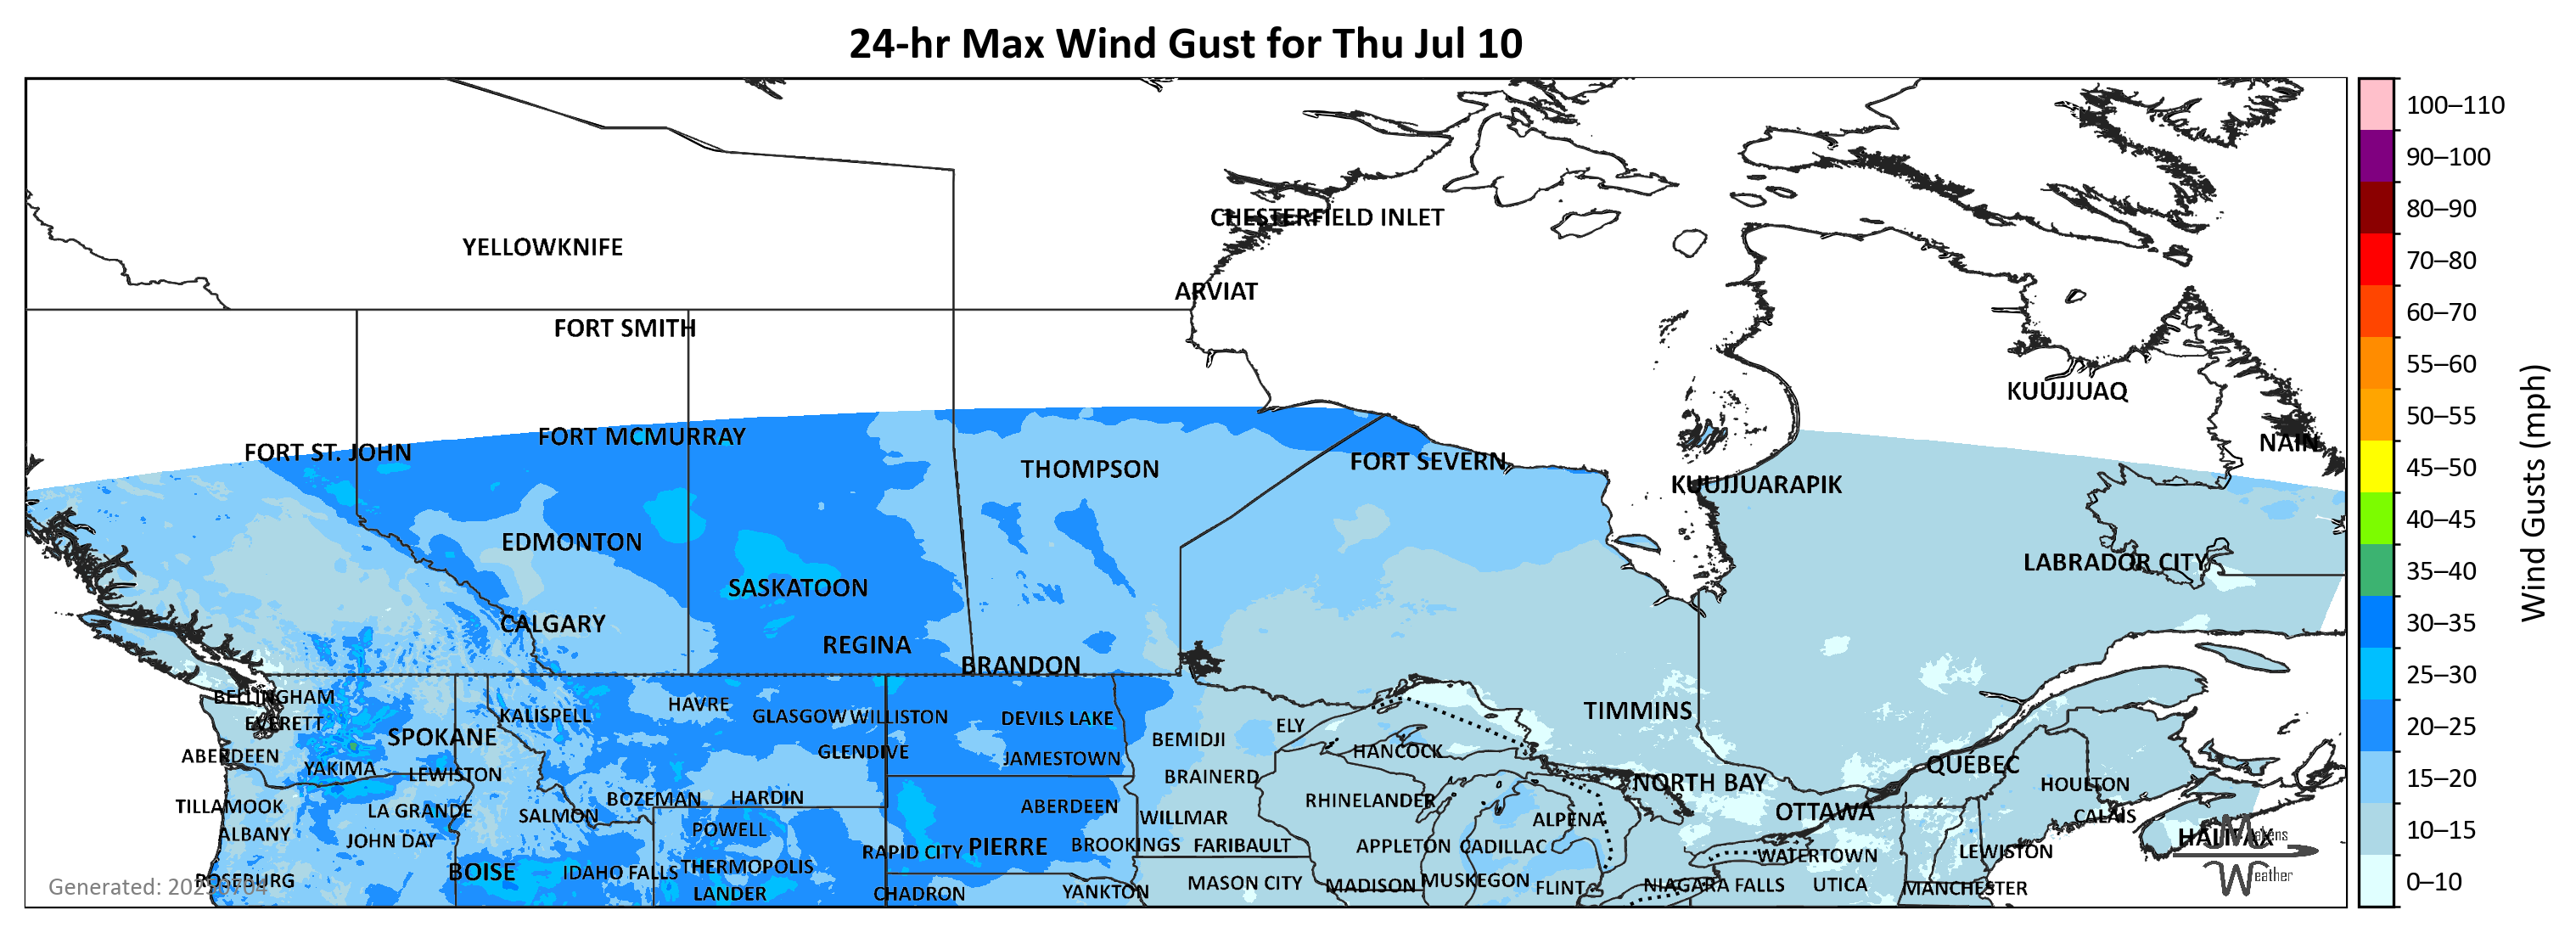 24-hr Max Wind Gust for Thu Jul 10
CHESTERFIELD INLET
YELLOWKNIFE
ARVIAT
FORT SMITH
KUUJJUAQ
FORT MCMURRAY
NAIN
FORT ST. JOHN
FORT SEVERN
THOMPSON
KUUJJUARAPIK
EDMONTON
LABRADOR CITY
SASKATOON
CALGARY
REGINA
BRANDON
BELLINGHAM
HAVRE
TIMMINS
KALISPELL
GLASGOW WILLISTON
DEVILS LAKE
EVERETT
ELY
SPOKANE
BEMIDJI
ABERDEEN
GLENDIVE
JAMESTOWN
HANCOCK
QUÉBEC
YAKIMA
LEWISTON
BRAINERD
NORTH BAY
HOULTON
BOZEMAN
HARDIN
RHINELANDER
TILLAMOOK
LA GRANDE
SALMON
ABERDEEN
WILLMAR
ALPENA
OTTAWA
CALAIS
ALBANY
JOHN DAY
POWELL
HALIFAX
RAPID CITY
PIERRE
BROOKINGS
FARIBAULT
APPLETON
CADILLAC
WATERTOWN
LEWISTON
BOISE
IDAHO FALLS
THERMOPOLIS
ROSEBURG
LANDER
CHADRON
YANKTON
MASON CITY
MADISON
MUSKEGON
FLINT
NIAGARA FALLS
UTICA
MANCHESTER
Weather
100–110
90–100
80–90
70–80
60–70
55–60
50–55
45–50
40–45
35–40
30–35
25–30
20–25
15–20
10–15
0–10
Wind Gusts (mph)
Generated: